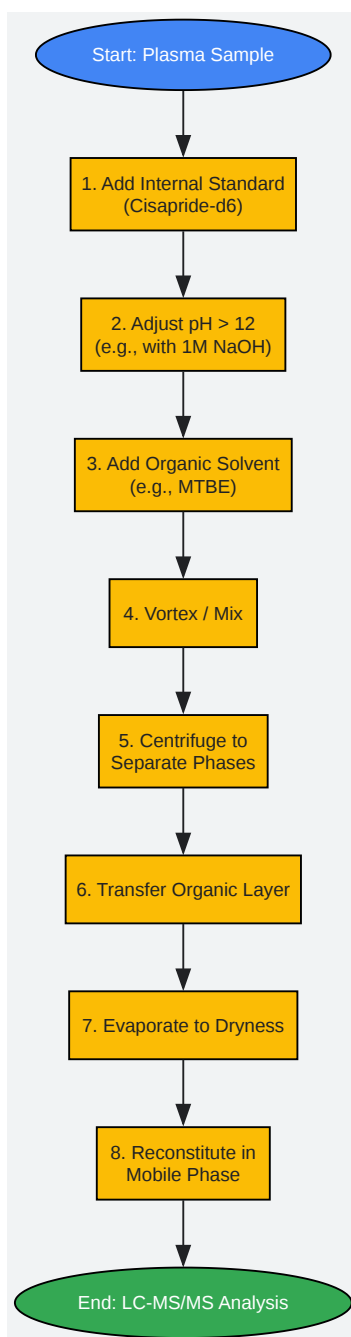 Start: Plasma Sample
1. Add Internal Standard
(Cisapride-d6)
2. Adjust pH > 12
(e.g., with 1M NaOH)
3. Add Organic Solvent
(e.g., MTBE)
4. Vortex / Mix
5. Centrifuge to
Separate Phases
6. Transfer Organic Layer
7. Evaporate to Dryness
8. Reconstitute in
Mobile Phase
End: LC-MS/MS Analysis